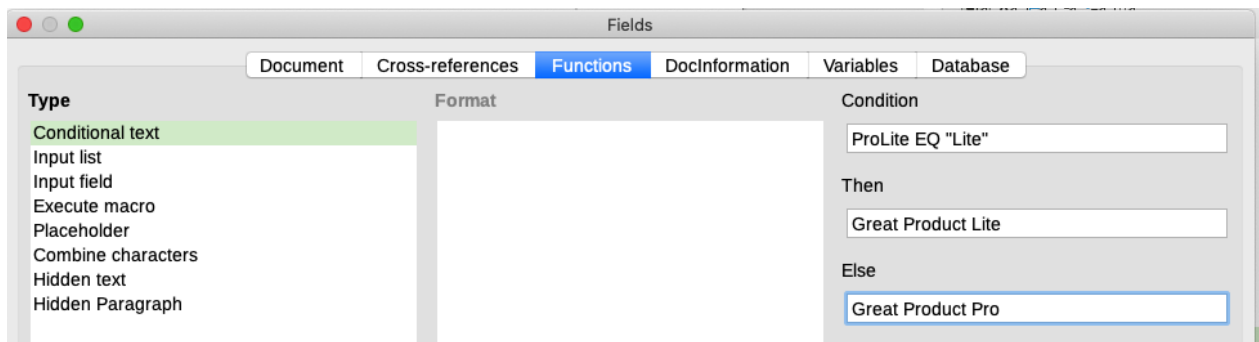 Fields
Document Cross-references Functions DocInformation Variables Database
Type
Conditional text
Input list
Input field
Execute macro
Placeholder
Combine characters
Hidden text
Hidden Paragraph
Format
Condition
ProLite EQ "Lite"
Then
Great Product Lite
Else
Great Product Pro